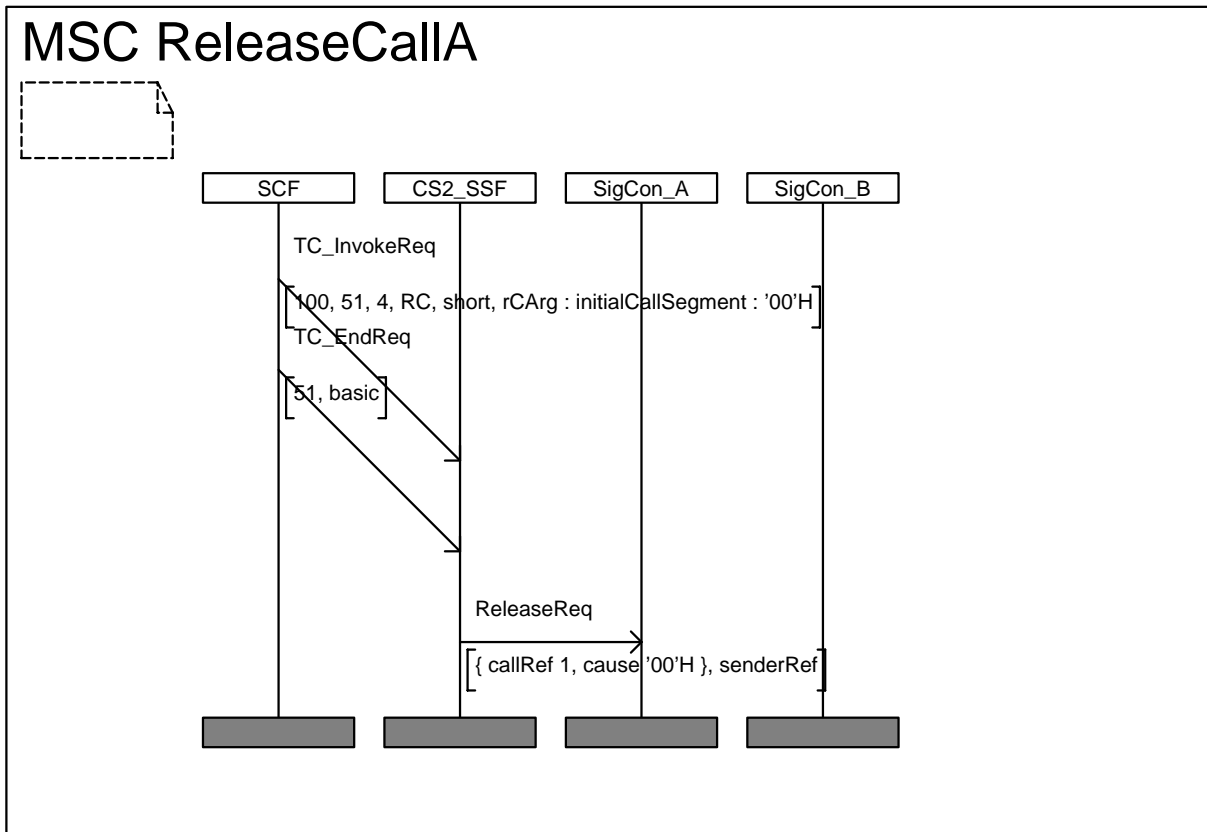 MSC ReleaseCallA
SCF
CS2_SSF
SigCon_A
SigCon_B
TC_InvokeReq
100, 51, 4, RC, short, rCArg : initialCallSegment : ’00’H
TC_EndReq
51, basic
ReleaseReq
{ callRef 1, cause ’00’H }, senderRef